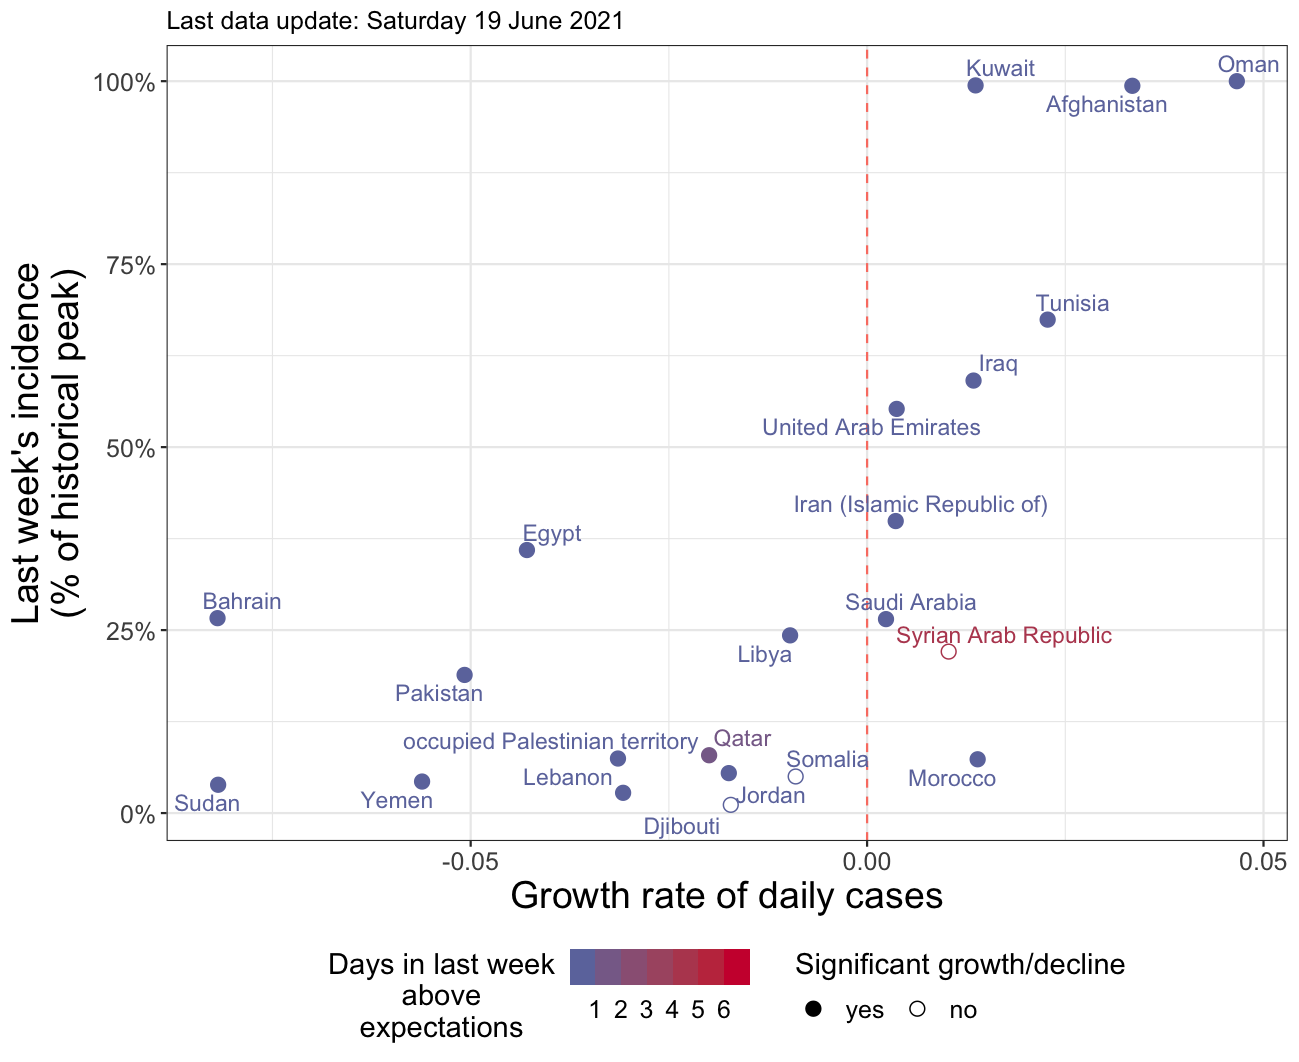 Last data update: Saturday 19 June 2021
Last week's incidence
(% of historical peak)
100%
75%
50%
25%
0%
Kuwait
Oman
Afghanistan
Tunisia
Iraq
United Arab Emirates
Iran (Islamic Republic of)
Egypt
Bahrain
Saudi Arabia
Syrian Arab Republic
Libya
Pakistan
occupied Palestinian territory
Qatar
Somalia
Lebanon
Morocco
Jordan
Sudan
Yemen
Djibouti
-0.05
0.00
0.05
Growth rate of daily cases
Days in last week
above
expectations
1 2 3 4 5 6
Significant growth/decline
yes
no